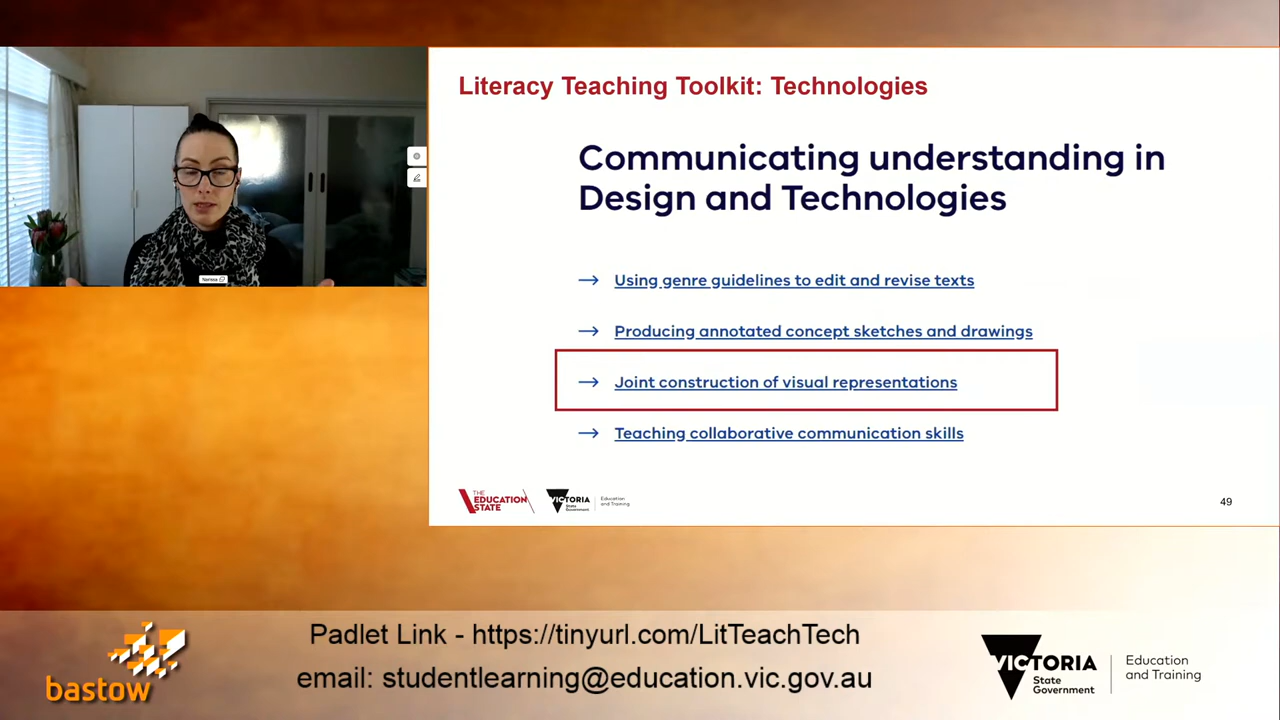 Literacy Teaching Toolkit: Technologies
Communicating understanding in
Design and Technologies
→ Using genre guidelines to edit and revise texts
→ Producing annotated concept sketches and drawings
→ Joint construction of visual representations
→ Teaching collaborative communication skills
THE
EDUCATION
STATE
VICTORIA
State
Government
Education
and Training
49
bastow
Padlet Link - https://tinyurl.com/LitTeachTech
email: studentlearning@education.vic.gov.au
VICTORIA
State
Government
Education
and Training